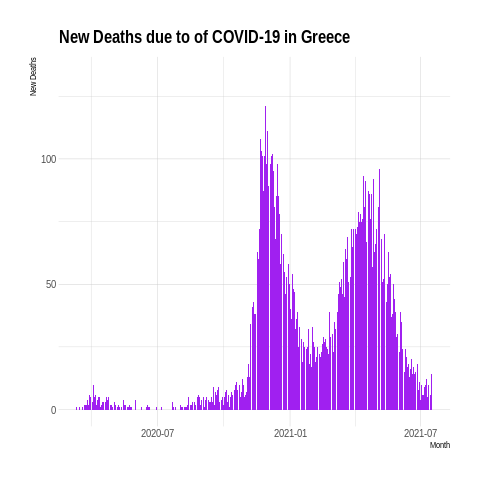 New Deaths due to of COVID-19 in Greece
New Deaths
100
50
0
2020-07
2021-01
2021-07
Month